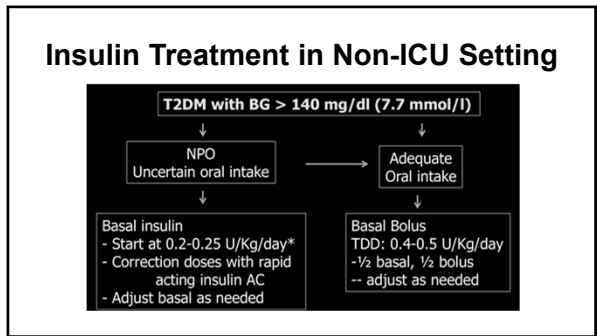 Insulin Treatment in Non-ICU Setting
T2DM with BG > 140 mg/dl (7.7 mmol/l)
NPO
Uncertain oral intake
Adequate
Oral intake
Basal insulin
- Start at 0.2-0.25 U/Kg/day*
- Correction doses with rapid
acting insulin AC
- Adjust basal as needed
Basal Bolus
TDD: 0.4-0.5 U/Kg/day
-½ basal, ½ bolus
-- adjust as needed